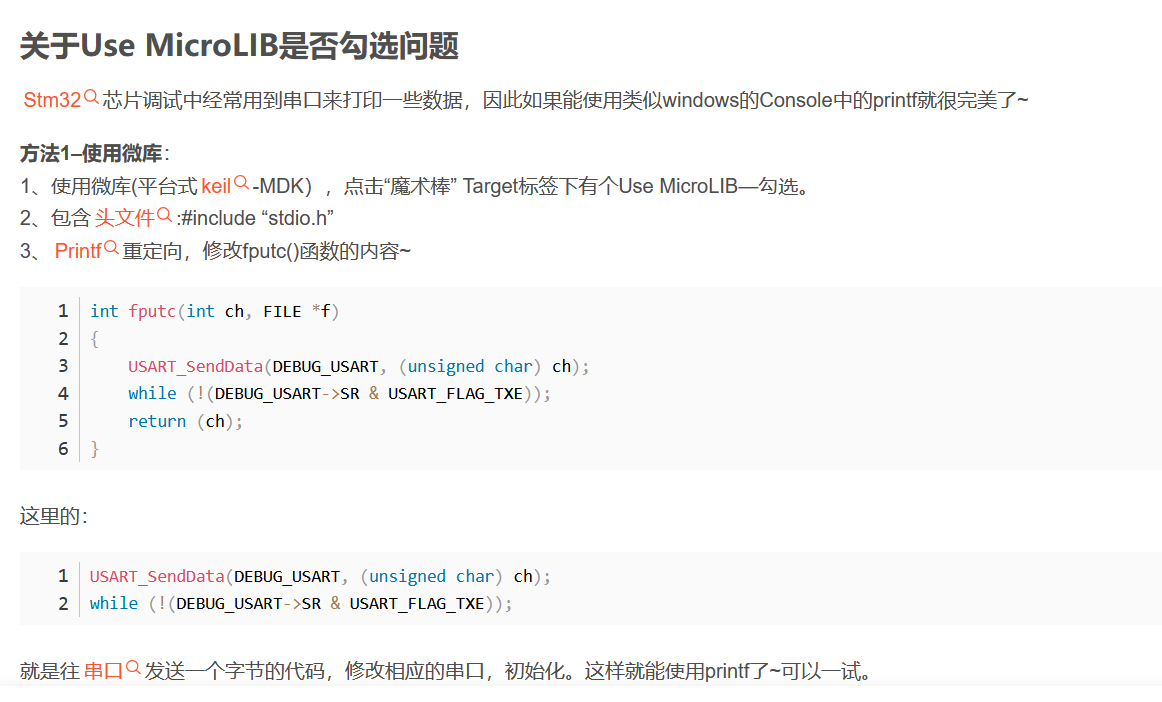 关于Use MicroLIB是否勾选问题
Stm32芯片调试中经常用到串口来打印一些数据，因此如果能使用类似windows的Console中的printf就很完美了~
方法1–使用微库：
1、使用微库(平台式keil-MDK），点击“魔术棒” Target标签下有个Use MicroLIB—勾选。
2、包含头文件:#include “stdio.h”
3、Printf重定向，修改fputc()函数的内容~
1 int fputc(int ch, FILE *f)
2 {
3     USART_SendData(DEBUG_USART, (unsigned char) ch);
4     while (!(DEBUG_USART->SR & USART_FLAG_TXE));
5     return (ch);
6 }
这里的：
1 USART_SendData(DEBUG_USART, (unsigned char) ch);
2 while (!(DEBUG_USART->SR & USART_FLAG_TXE));
就是往串口发送一个字节的代码，修改相应的串口，初始化。这样就能使用printf了~可以一试。